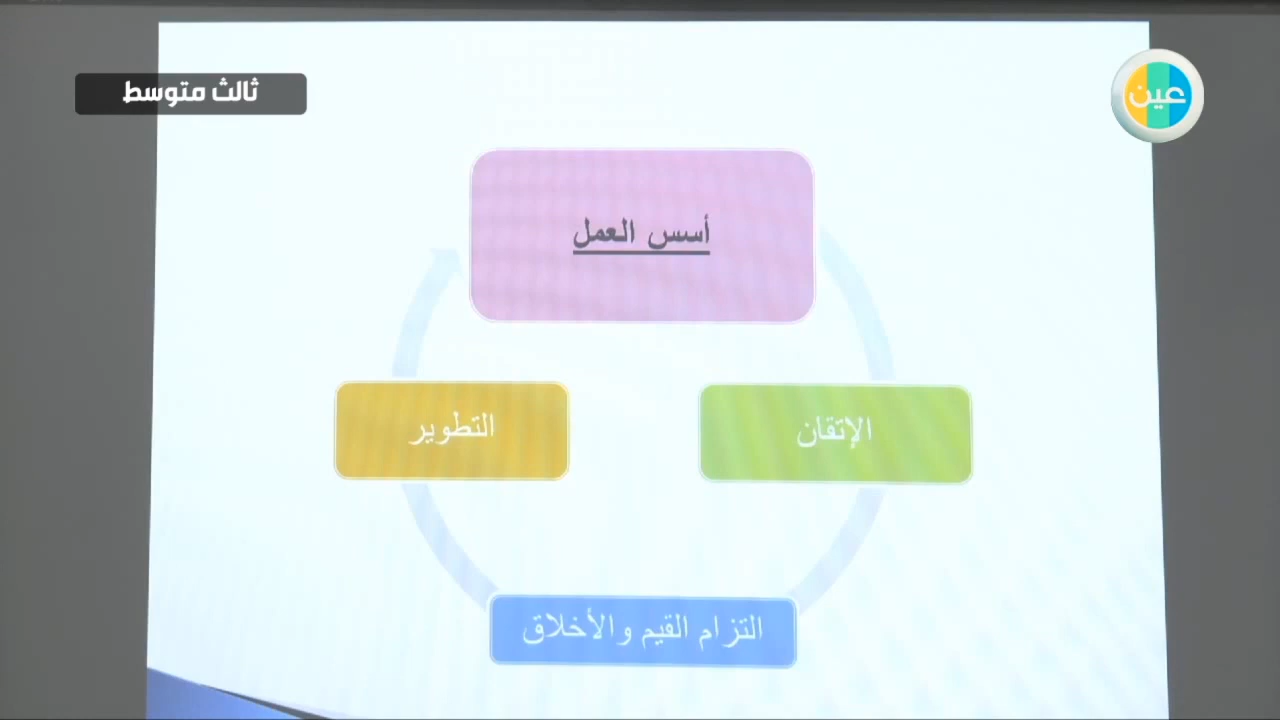 ثالث متوسط
عين
أسس العمل
الإتقان
التطوير
التزام القيم والأخلاق